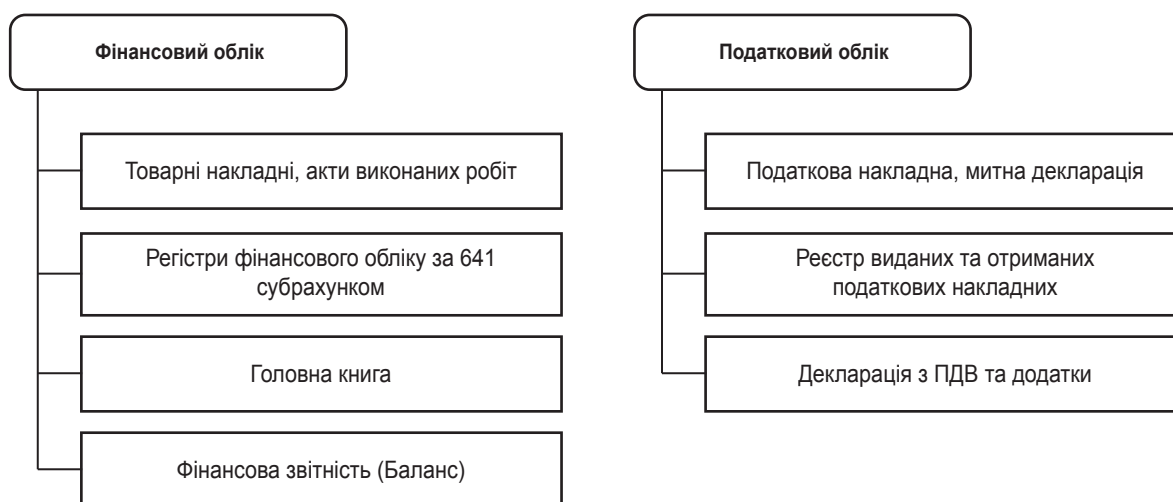 Фінансовий облік
Товарні накладні, акти виконаних робіт
Регістри фінансового обліку за 641
субрахунком
Головна книга
Фінансова звітність (Баланс)
Податковий облік
Податкова накладна, митна декларація
Реєстр виданих та отриманих
податкових накладних
Декларація з ПДВ та додатки